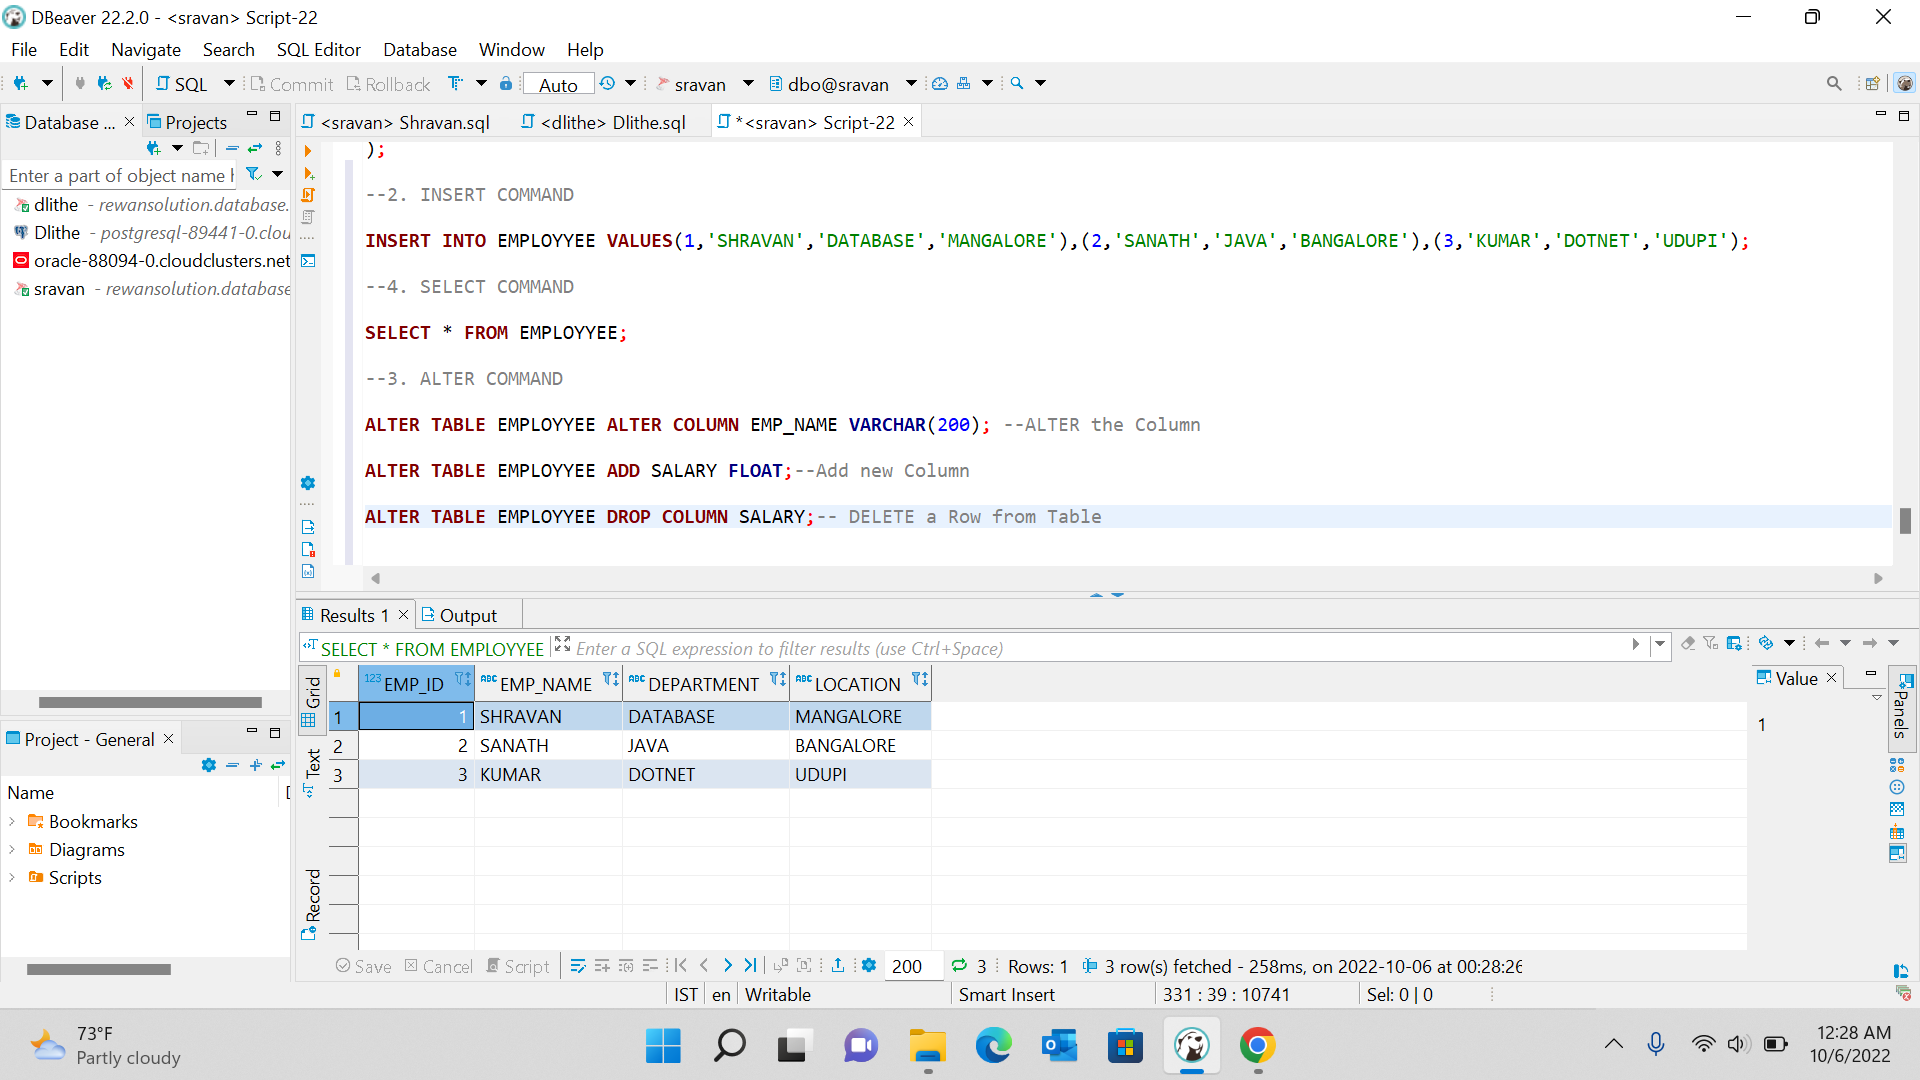 DBeaver 22.2.0 - <sravan> Script-22
File Edit Navigate Search SQL Editor Database Window Help
SQL Commit Rollback Auto sravan dbo@sravan
Database ... Projects
<sravan> Shravan.sql <dlithe> Dlithe.sql *<sravan> Script-22
Enter a part of object name h
dlithe - rewansolution.database.
Dlithe - postgresql-89441-0.clou
oracle-88094-0.cloudclusters.net
sravan - rewansolution.database
);
--2. INSERT COMMAND
INSERT INTO EMPLOYYEE VALUES(1,'SHRAVAN','DATABASE','MANGALORE'),(2,'SANATH','JAVA','BANGALORE'),(3,'KUMAR','DOTNET','UDUPI');
--4. SELECT COMMAND
SELECT * FROM EMPLOYYEE;
--3. ALTER COMMAND
ALTER TABLE EMPLOYYEE ALTER COLUMN EMP_NAME VARCHAR(200); --ALTER the Column
ALTER TABLE EMPLOYYEE ADD SALARY FLOAT;--Add new Column
ALTER TABLE EMPLOYYEE DROP COLUMN SALARY;-- DELETE a Row from Table
Results 1 Output
SELECT * FROM EMPLOYYEE Enter a SQL expression to filter results (use Ctrl+Space)
Grid
Text
Record
123 EMP_ID ABC EMP_NAME ABC DEPARTMENT ABC LOCATION
1 1 SHRAVAN DATABASE MANGALORE
2 2 SANATH JAVA BANGALORE
3 3 KUMAR DOTNET UDUPI
Value
1
Panels
Project - General
Name
Bookmarks
Diagrams
Scripts
Save Cancel Script 200 3 Rows: 1 3 row(s) fetched - 258ms, on 2022-10-06 at 00:28:26
IST en Writable Smart Insert 331 : 39 : 10741 Sel: 0 | 0
73°F
Partly cloudy
12:28 AM
10/6/2022